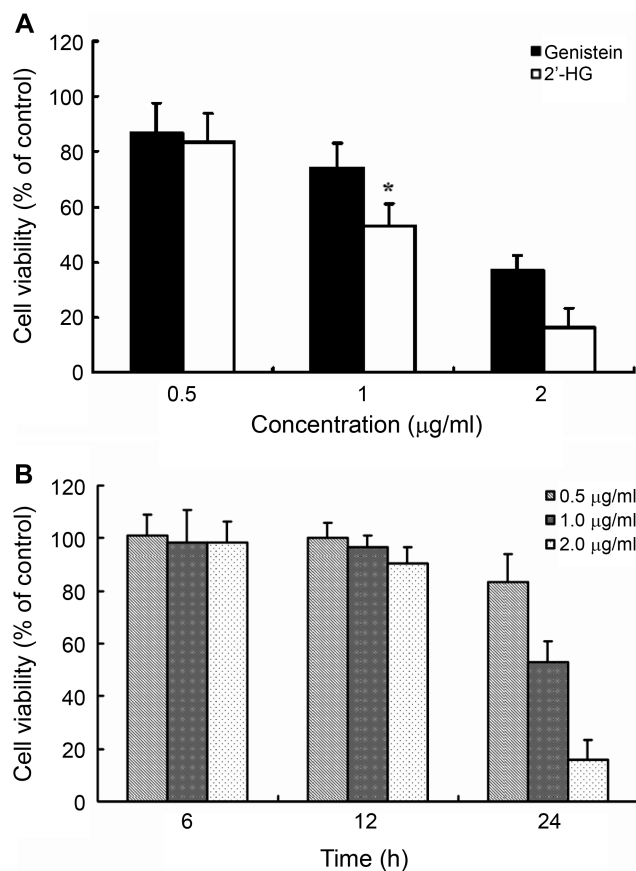 A
Cell viability (% of control)
120
100
80
60
40
20
0
Genistein
2'-HG
*
0.5
1
2
Concentration (μg/ml)
B
Cell viability (% of control)
120
100
80
60
40
20
0
0.5 μg/ml
1.0 μg/ml
2.0 μg/ml
6
12
24
Time (h)